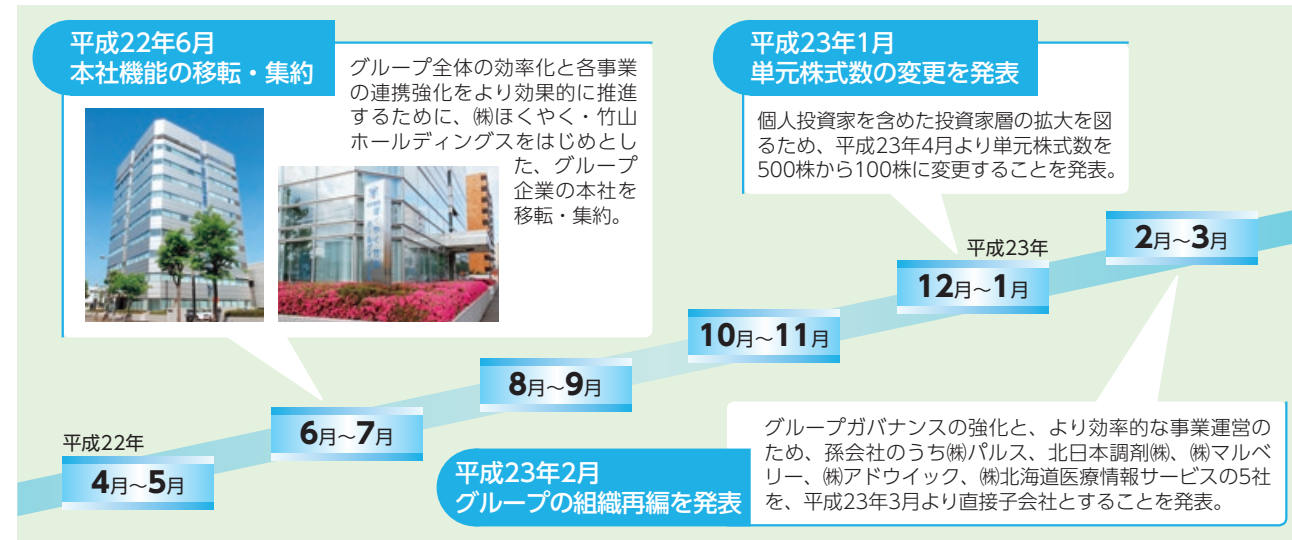 平成22年6月
本社機能の移転・集約
グループ全体の効率化と各事業
の連携強化をより効果的に推進
するために、㈱ほくやく・竹山
ホールディングスをはじめとし
た、グループ
企業の本社を
移転・集約。
平成23年1月
単元株式数の変更を発表
個人投資家を含めた投資家層の拡大を図
るため、平成23年4月より単元株式数を
500株から100株に変更することを発表。
平成22年
4月～5月
6月～7月
8月～9月
10月～11月
平成23年
12月～1月
2月～3月
平成23年2月
グループの組織再編を発表
グループガバナンスの強化と、より効率的な事業運営の
ため、孫会社のうち㈱パルス、北日本調剤㈱、㈱マルベ
リー、㈱アドウイック、㈱北海道医療情報サービスの5社
を、平成23年3月より直接子会社とすることを発表。